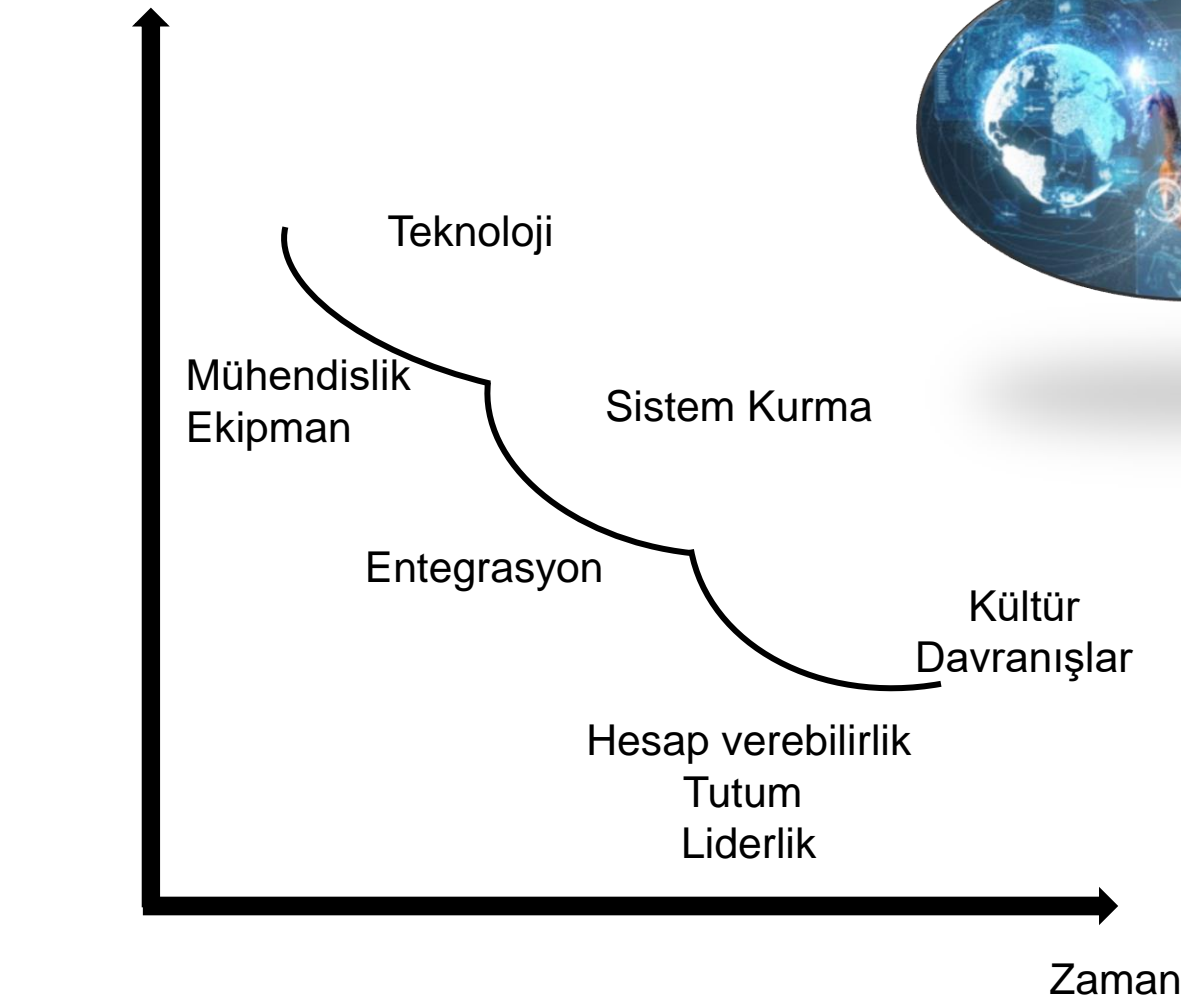 Teknoloji
Mühendislik
Ekipman
Sistem Kurma
Entegrasyon
Kültür
Davranışlar
Hesap verebilirlik
Tutum
Liderlik
Zaman